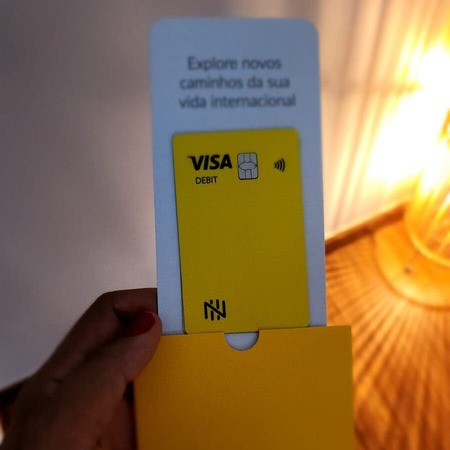 Explore novos
caminhos da sua
vida internacional
VISA
DEBIT
N